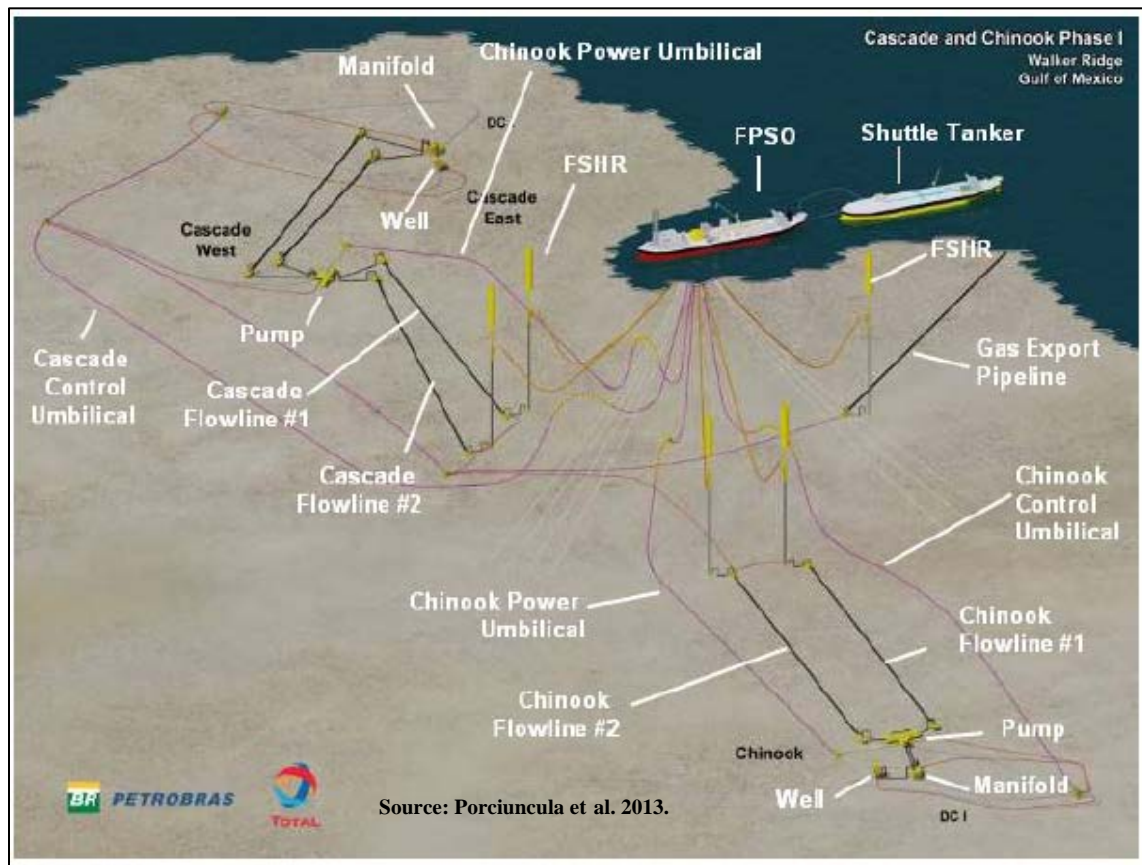 Cascade and Chinook Phase I
Walker Ridge
Gulf of Mexico
Chinook Power Umbilical
Manifold
DC
FPSO
Shuttle Tanker
FSHR
Well
Cascade
East
Cascade
West
FSHR
Pump
Gas Export
Pipeline
Cascade
Control
Umbilical
Cascade
Flowline #1
Cascade
Flowline #2
Chinook
Control
Umbilical
Chinook Power
Umbilical
Chinook
Flowline #1
Chinook
Flowline #2
Pump
Chinook
Manifold
Well
DC I
BR PETROBRAS
TOTAL
Source: Porciuncula et al. 2013.